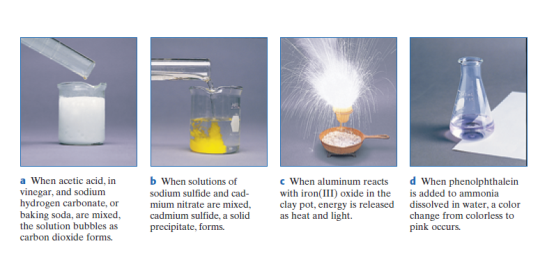 a When acetic acid, in
vinegar, and sodium
hydrogen carbonate, or
baking soda, are mixed,
the solution bubbles as
carbon dioxide forms.
b When solutions of
sodium sulfide and cad-
mium nitrate are mixed,
cadmium sulfide, a solid
precipitate, forms.
c When aluminum reacts
with iron(III) oxide in the
clay pot, energy is released
as heat and light.
d When phenolphthalein
is added to ammonia
dissolved in water, a color
change from colorless to
pink occurs.